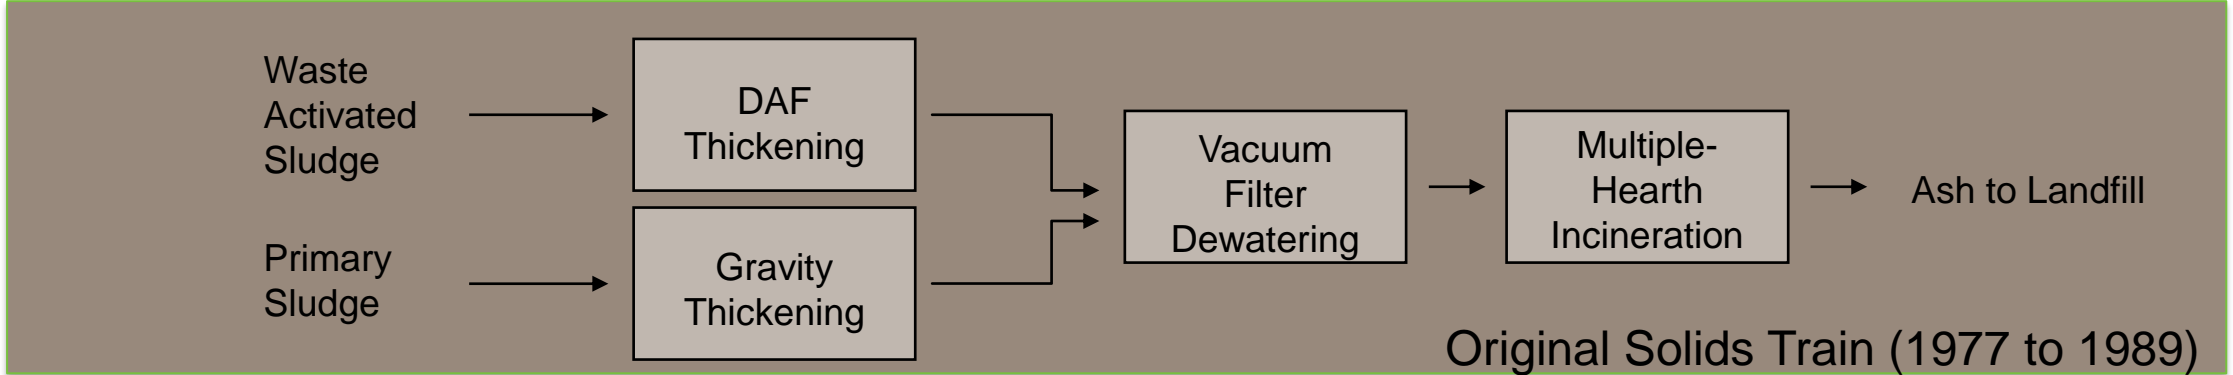 Waste
Activated
Sludge
DAF
Thickening
Primary
Sludge
Gravity
Thickening
Vacuum
Filter
Dewatering
Multiple-
Hearth
Incineration
Ash to Landfill
Original Solids Train (1977 to 1989)